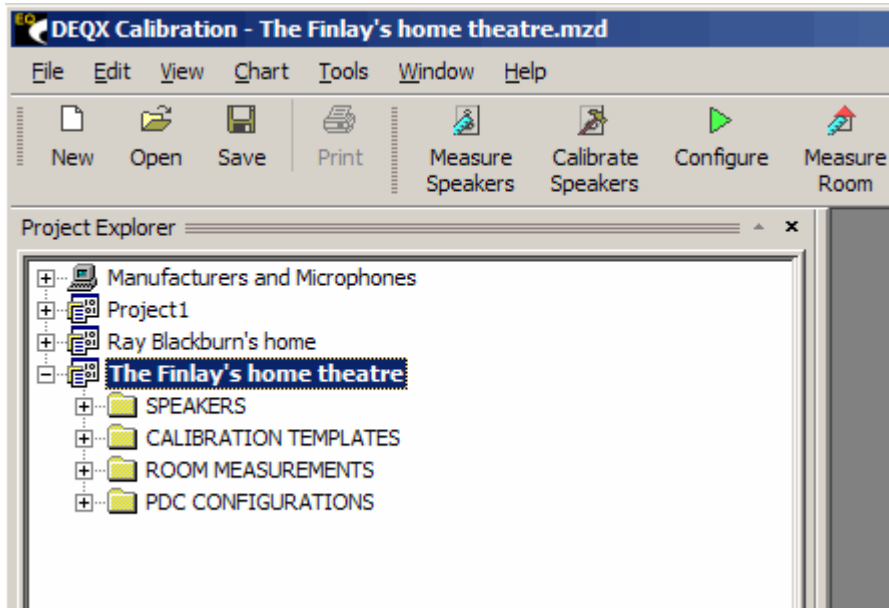 EQ DEQX Calibration - The Finlay's home theatre.mzd
File Edit View Chart Tools Window Help
New Open Save Print Measure Speakers Calibrate Speakers Configure Measure Room
Project Explorer
Manufacturers and Microphones
Project1
Ray Blackburn's home
The Finlay's home theatre
SPEAKERS
CALIBRATION TEMPLATES
ROOM MEASUREMENTS
PDC CONFIGURATIONS